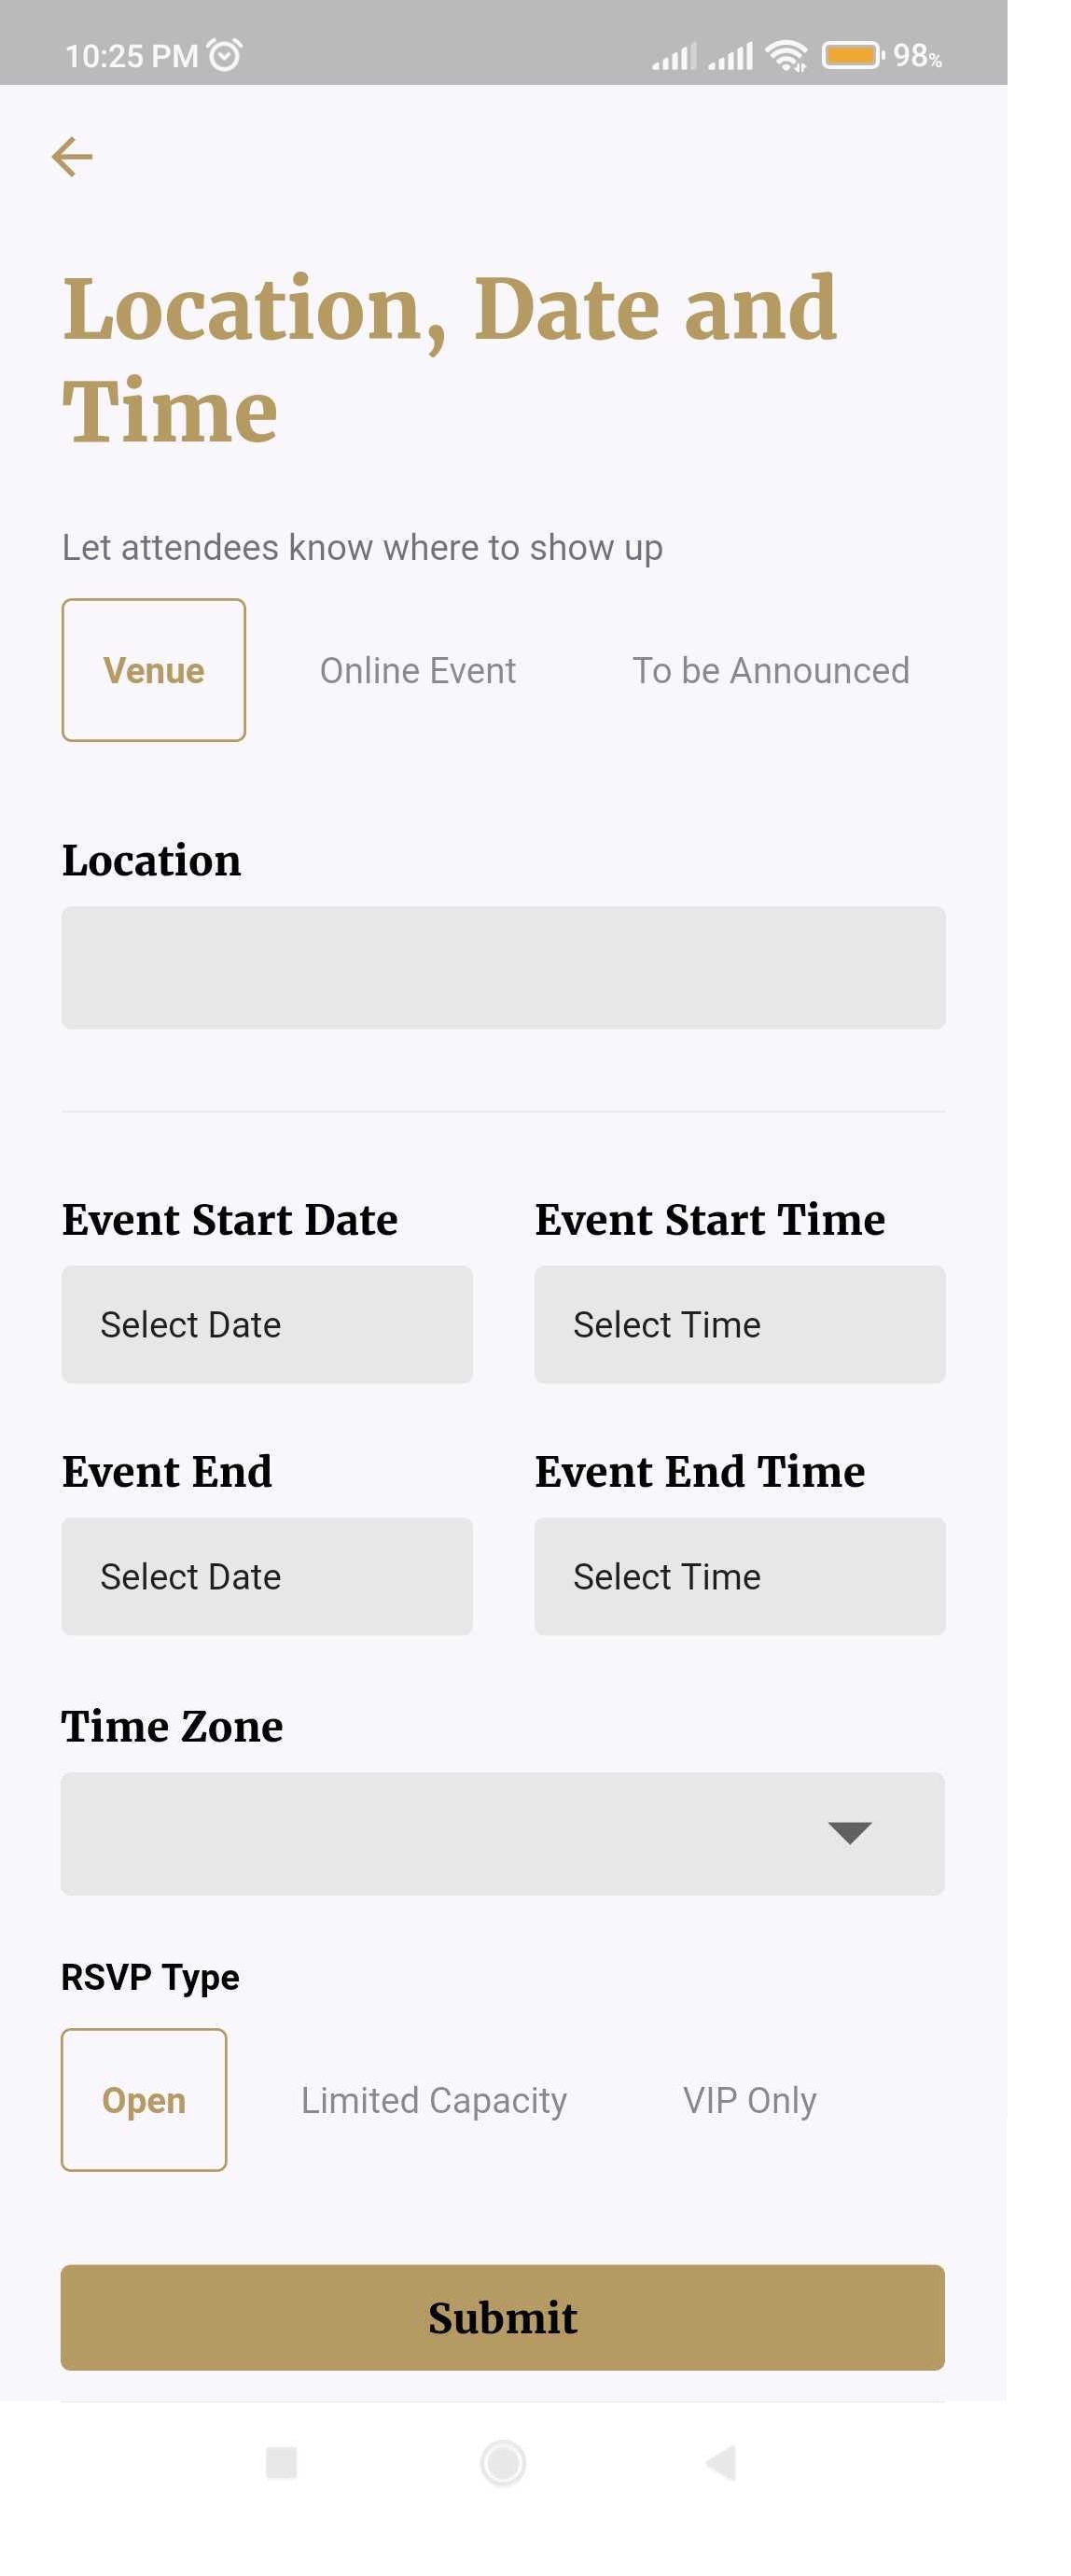 10:25 PM 98%
Location, Date and
Time
Let attendees know where to show up
Venue Online Event To be Announced
Location
Event Start Date Event Start Time
Select Date Select Time
Event End Event End Time
Select Date Select Time
Time Zone
RSVP Type
Open Limited Capacity VIP Only
Submit